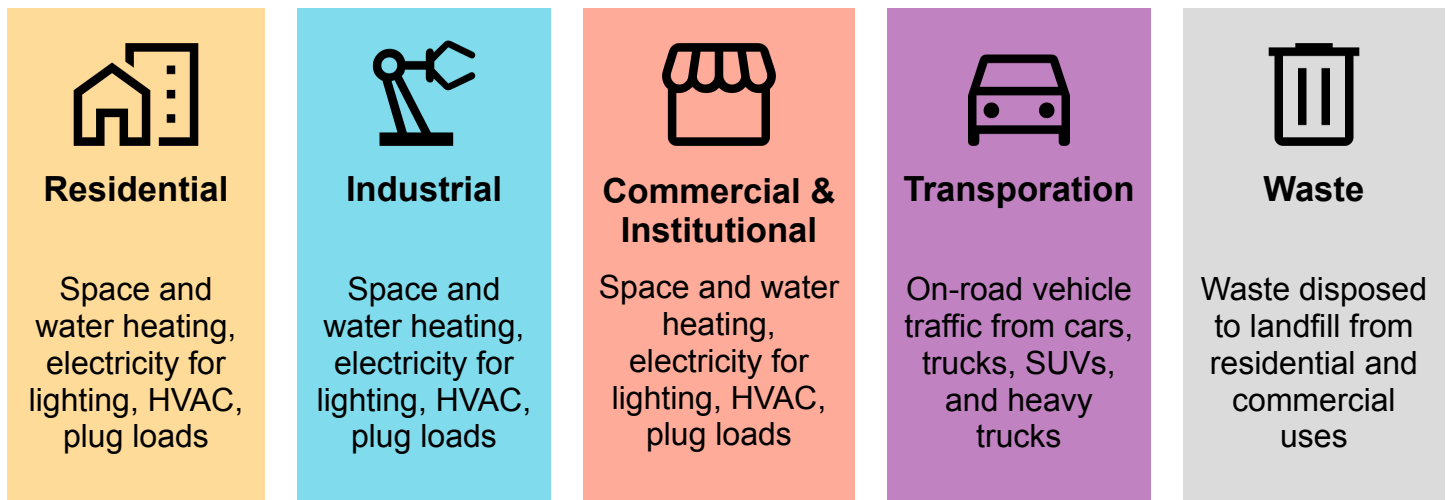 Residential
Space and
water heating,
electricity for
lighting, HVAC,
plug loads
Industrial
Space and
water heating,
electricity for
lighting, HVAC,
plug loads
Commercial &
Institutional
Space and water
heating,
electricity for
lighting, HVAC,
plug loads
Transporation
On-road vehicle
traffic from cars,
trucks, SUVs,
and heavy
trucks
Waste
Waste disposed
to landfill from
residential and
commercial
uses